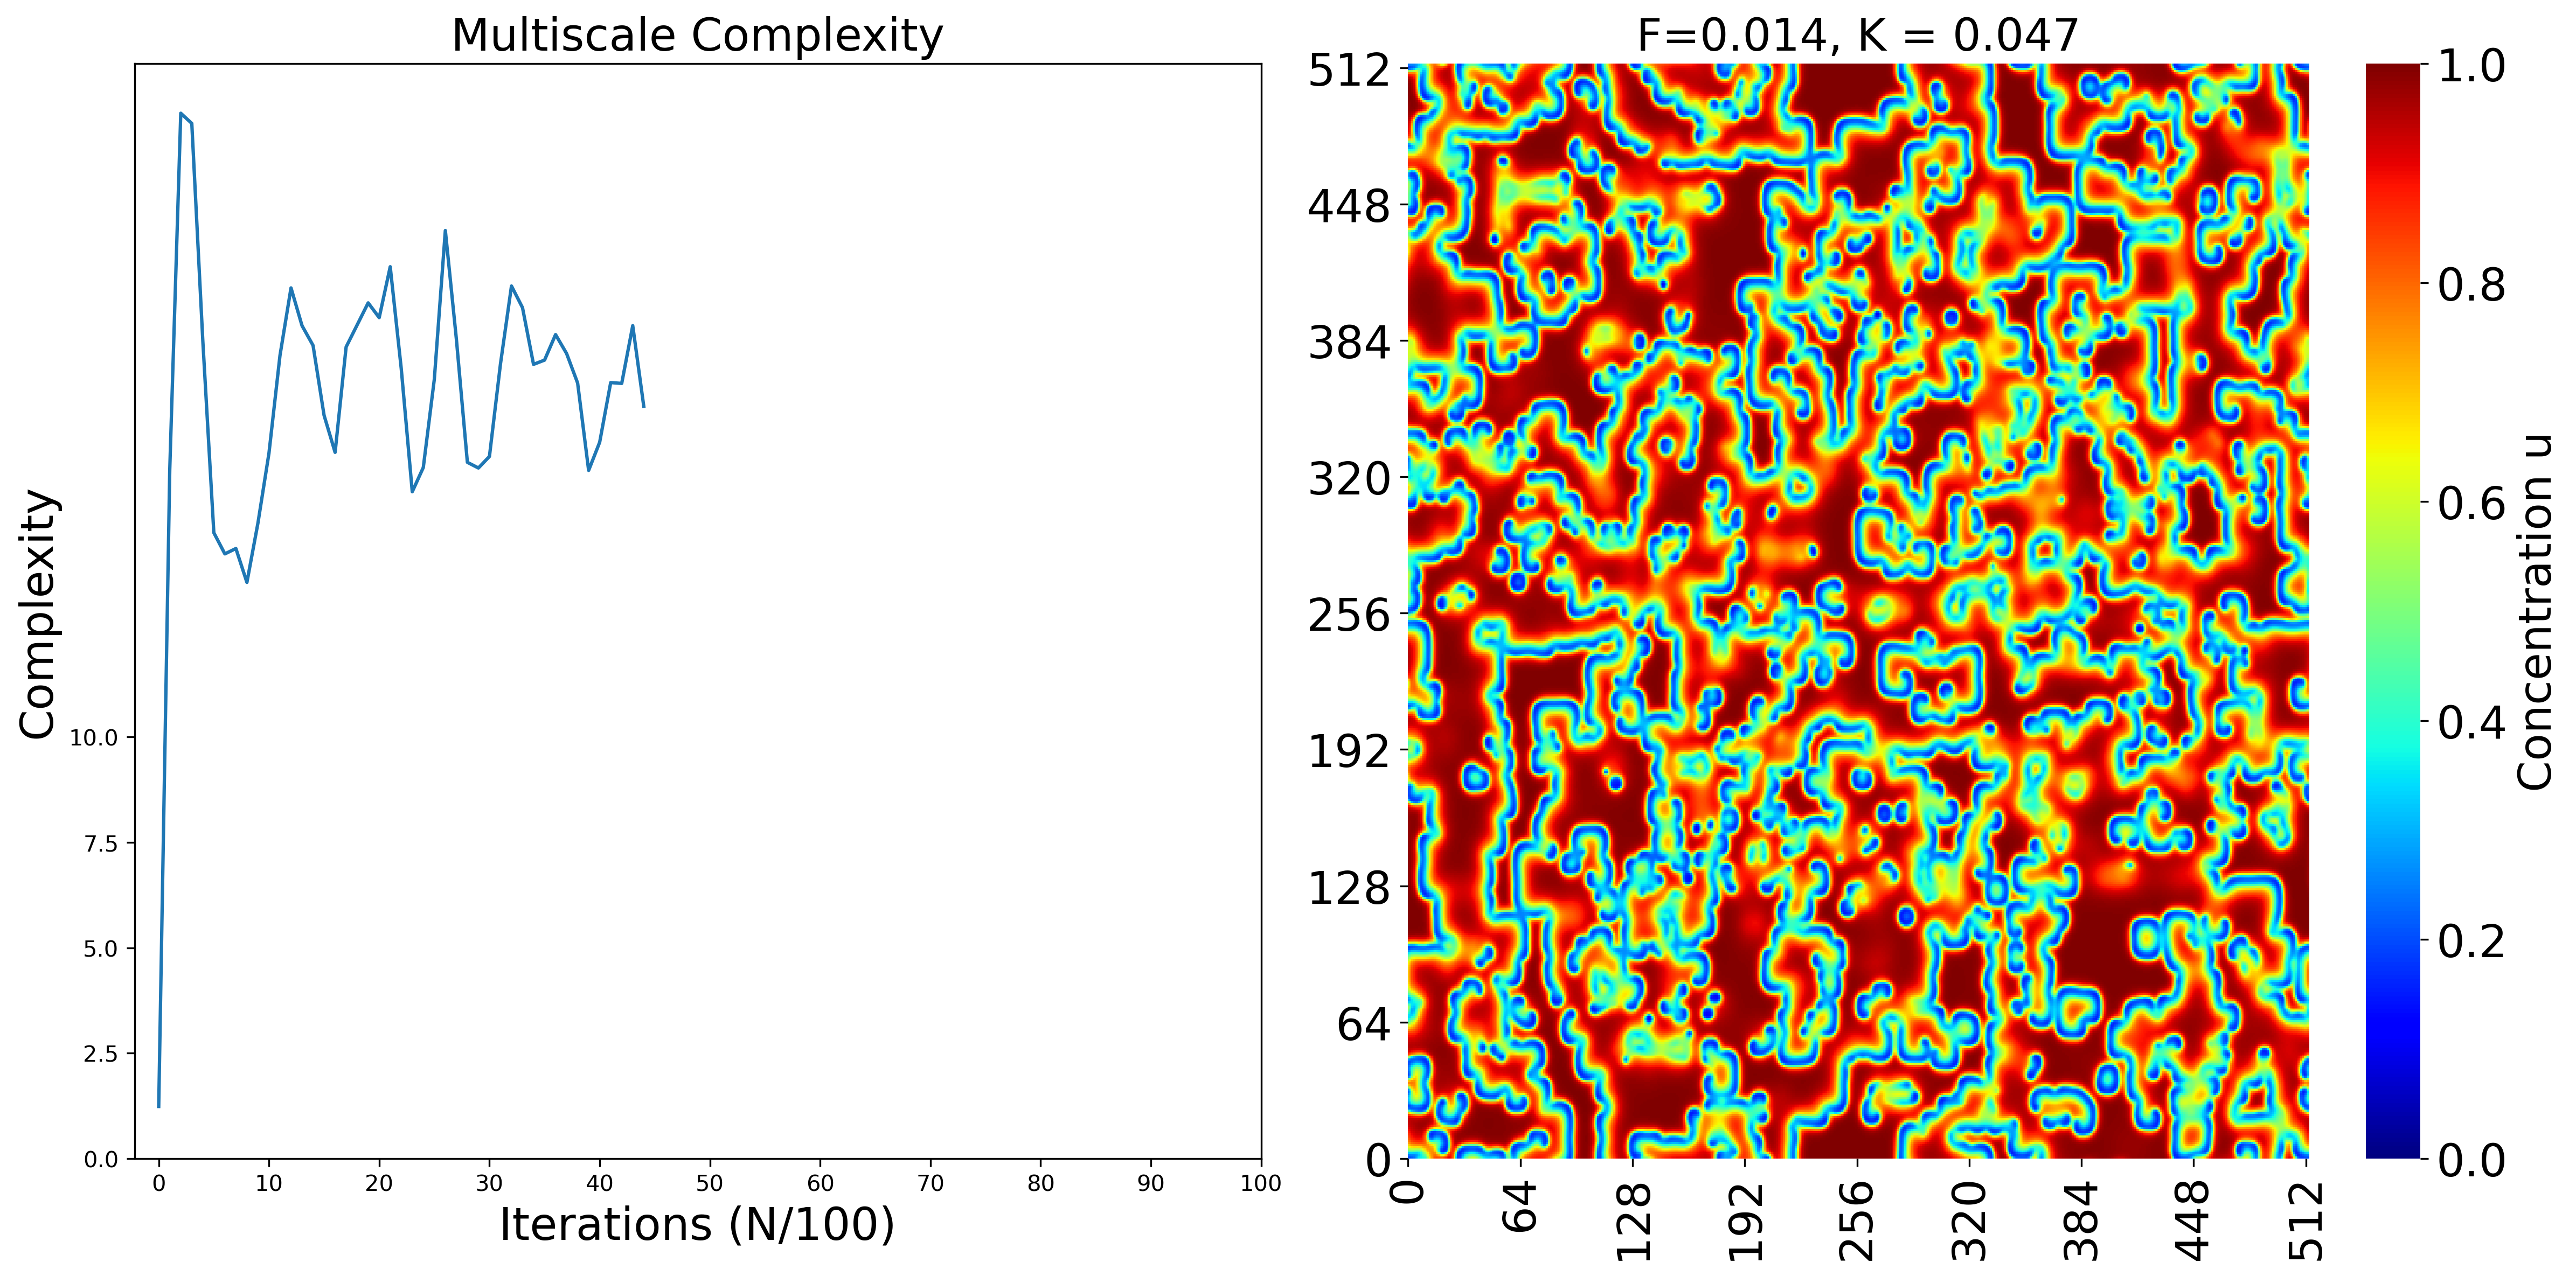 Multiscale Complexity
Complexity
10.0
7.5
5.0
2.5
0.0
0 10 20 30 40 50 60 70 80 90 100
Iterations (N/100)
F=0.014, K = 0.047
512
448
384
320
256
192
128
64
0
0 64 128 192 256 320 384 448 512
1.0
0.8
0.6
0.4
0.2
0.0
Concentration u